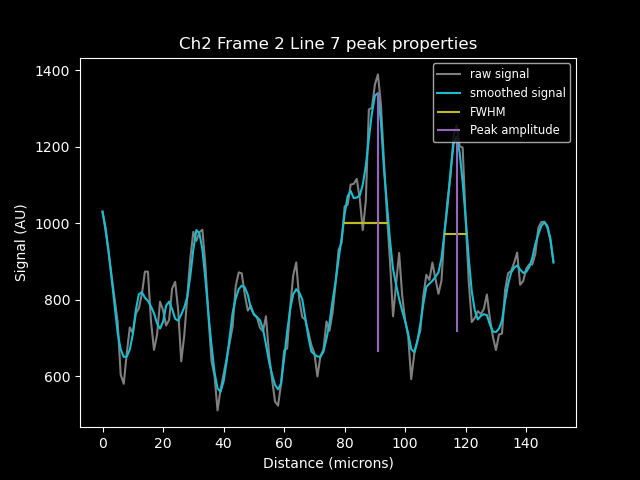 Ch2 Frame 2 Line 7 peak properties
raw signal
smoothed signal
FWHM
Peak amplitude
Signal (AU)
1400
1200
1000
800
600
0 20 40 60 80 100 120 140
Distance (microns)